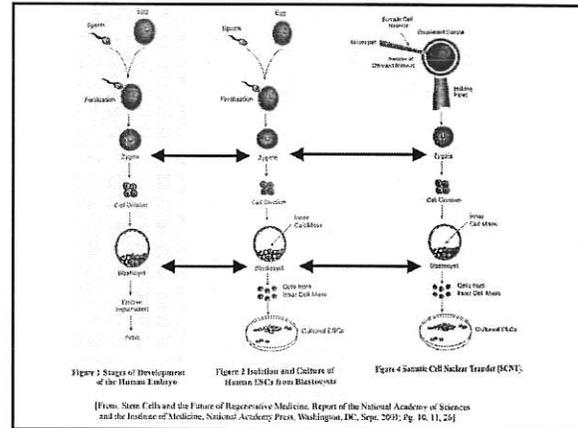 Sperm
Egg
Fertilization
Zygote
Cell Division
Blastocyst
Uterine
Implantation
Fetus
Figure 1 Stages of Development
of the Human Embryo
Sperm
Egg
Fertilization
Zygote
Cell Division
Inner
Cell Mass
Blastocyst
Cells from
Inner Cell Mass
Cultured ESCs
Figure 2 Isolation and Culture of
Human ESCs from Blastocysts
Somatic Cell
Nucleus
Enucleated Oocyte
Micropipet
Holding
Pipet
Zygote
Cell Division
Inner
Cell Mass
Blastocyst
Cells from
Inner Cell Mass
Cultured ESCs
Figure 4 Somatic Cell Nuclear Transfer (SCNT).
[From: Stem Cells and the Future of Regenerative Medicine. Report of the National Academy of Sciences
and the Institute of Medicine, National Academy Press, Washington, DC, Sept. 2001; Pg. 10, 11, 26]